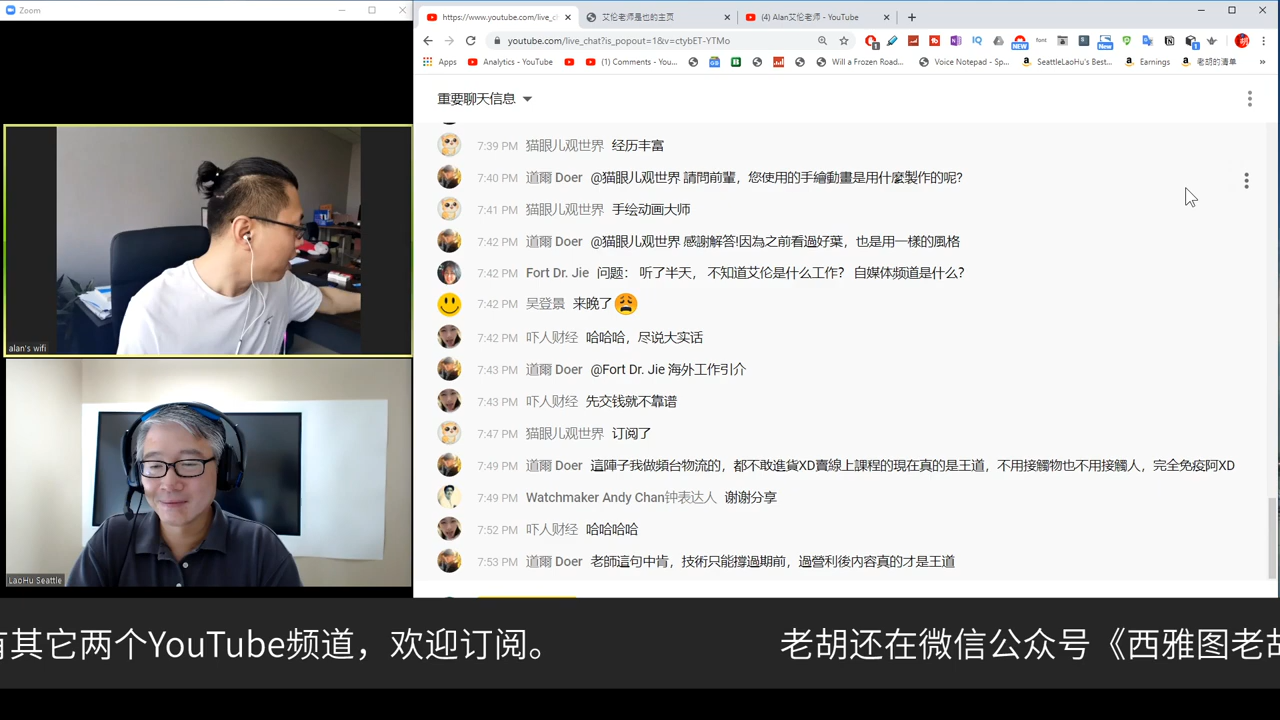 Zoom
https://www.youtube.com/live_c
艾伦老师是也的主页
(4) Alan艾伦老师 - YouTube
youtube.com/live_chat?is_popout=1&v=ctybET-YTMo
Apps
Analytics - YouTube
(1) Comments - You...
Will a Frozen Road...
Voice Notepad - Sp...
SeattleLaoHu's Best...
Earnings
老胡的清单
重要聊天信息
7:39 PM 猫眼儿观世界 经历丰富
7:40 PM 道爾 Doer @猫眼儿观世界 請問前輩，您使用的手繪動畫是用什麼製作的呢?
7:41 PM 猫眼儿观世界 手绘动画大师
7:42 PM 道爾 Doer @猫眼儿观世界 感謝解答!因為之前看過好葉，也是用一樣的風格
7:42 PM Fort Dr. Jie 问题： 听了半天， 不知道艾伦是什么工作？ 自媒体频道是什么？
7:42 PM 吴登景 来晚了
7:42 PM 吓人财经 哈哈哈，尽说大实话
7:43 PM 道爾 Doer @Fort Dr. Jie 海外工作引介
7:43 PM 吓人财经 先交钱就不靠谱
7:47 PM 猫眼儿观世界 订阅了
7:49 PM 道爾 Doer 這陣子我做頻台物流的，都不敢進貨XD賣線上課程的現在真的是王道，不用接觸物也不用接觸人，完全免疫阿XD
7:49 PM Watchmaker Andy Chan钟表达人 谢谢分享
7:52 PM 吓人财经 哈哈哈哈
7:53 PM 道爾 Doer 老師這句中肯，技術只能撐過期前，過營利後內容真的才是王道
alan's wifi
LaoHu Seattle
有其它两个YouTube频道，欢迎订阅。 老胡还在微信公众号《西雅图老胡